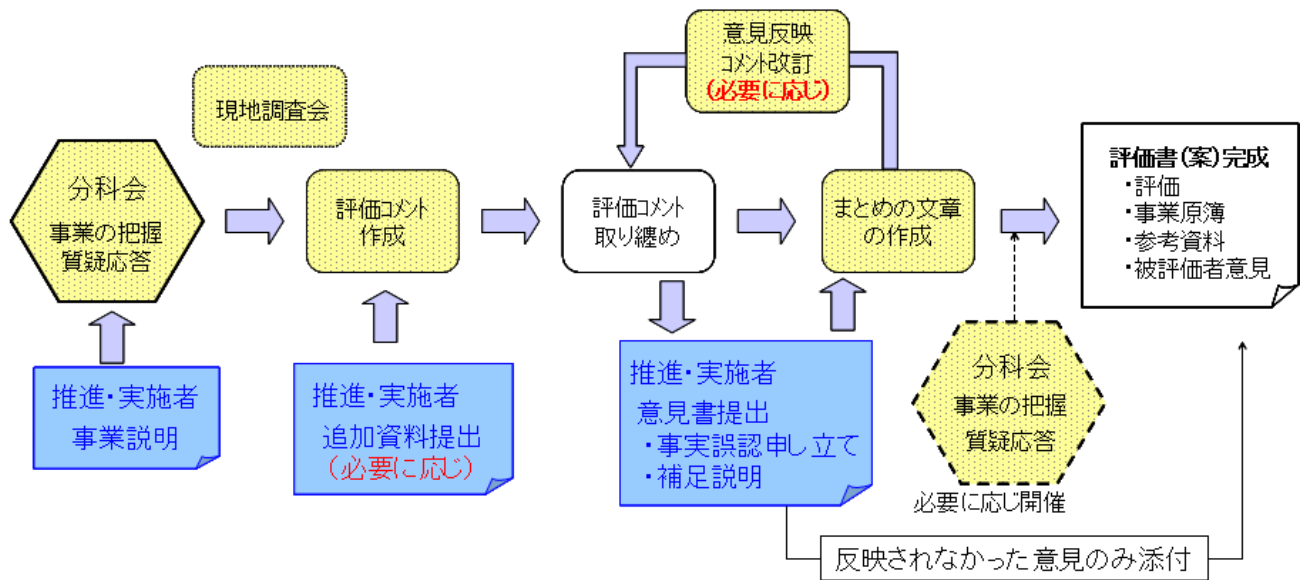 意見反映
コメント改訂
(必要に応じ)
現地調査会
分科会
事業の把握
質疑応答
評価コメント
作成
評価コメント
取り纏め
まとめの文章
の作成
評価書(案)完成
・評価
・事業原簿
・参考資料
・被評価者意見
推進・実施者
事業説明
推進・実施者
追加資料提出
(必要に応じ)
推進・実施者
意見書提出
・事実誤認申し立て
・補足説明
分科会
事業の把握
質疑応答
必要に応じ開催
反映されなかった意見のみ添付